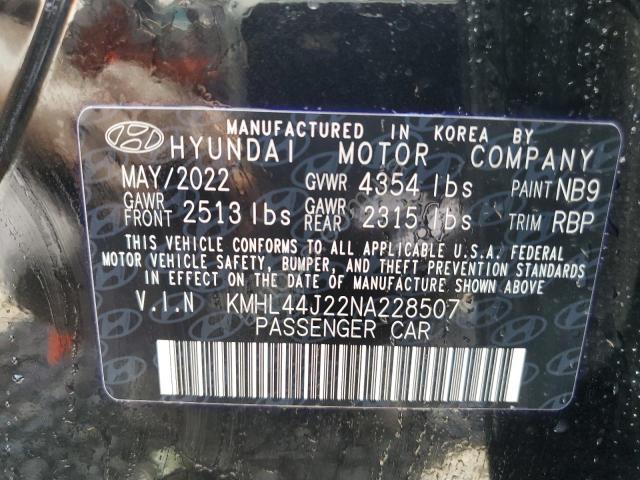 MANUFACTURED IN KOREA BY
HYUNDAI MOTOR COMPANY
MAY/2022 GVWR 4354 lbs PAINT NB9
GAWR FRONT 2513 lbs GAWR REAR 2315 lbs TRIM RBP
THIS VEHICLE CONFORMS TO ALL APPLICABLE U.S.A. FEDERAL
MOTOR VEHICLE SAFETY, BUMPER, AND THEFT PREVENTION STANDARDS
IN EFFECT ON THE DATE OF MANUFACTURE SHOWN ABOVE.
V.I.N KMHL44J22NA228507
PASSENGER CAR